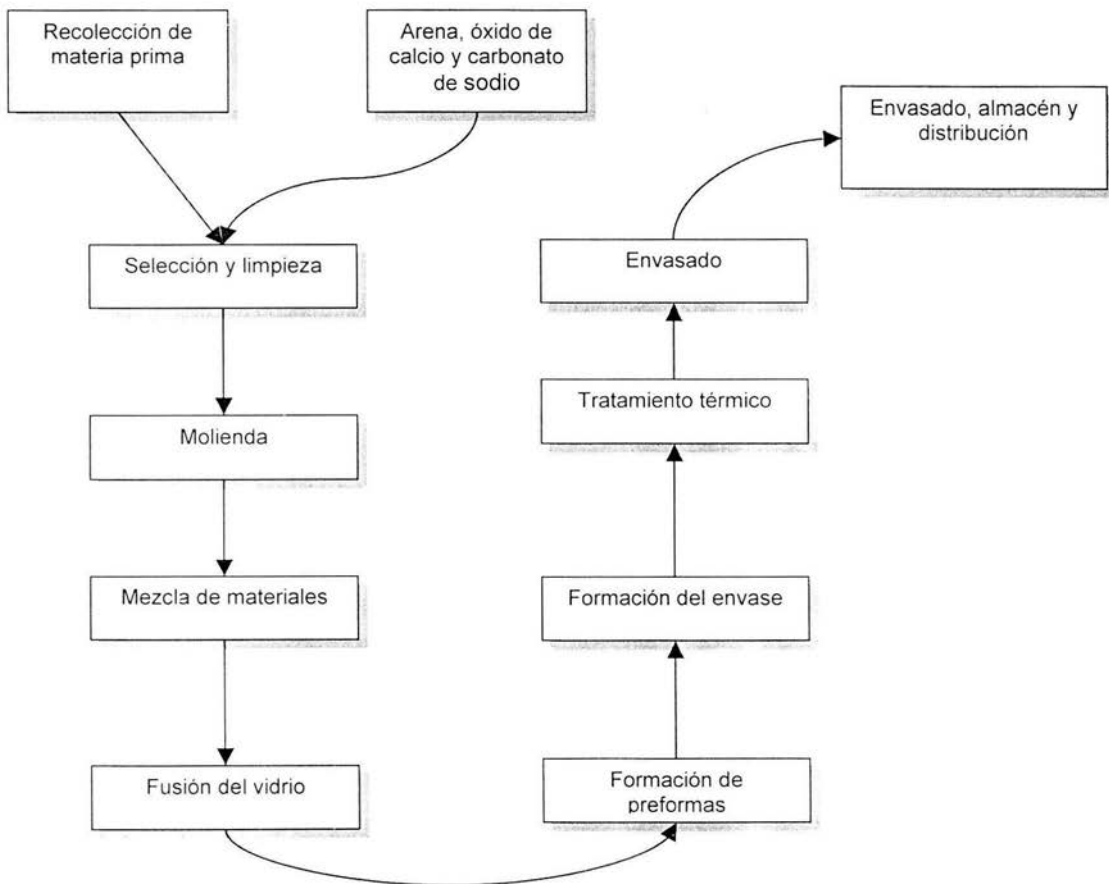 Recolección de
materia prima
Arena, óxido de
calcio y carbonato
de sodio
Envasado, almacén y
distribución
Selección y limpieza
Envasado
Molienda
Tratamiento térmico
Mezcla de materiales
Formación del envase
Fusión del vidrio
Formación de
preformas